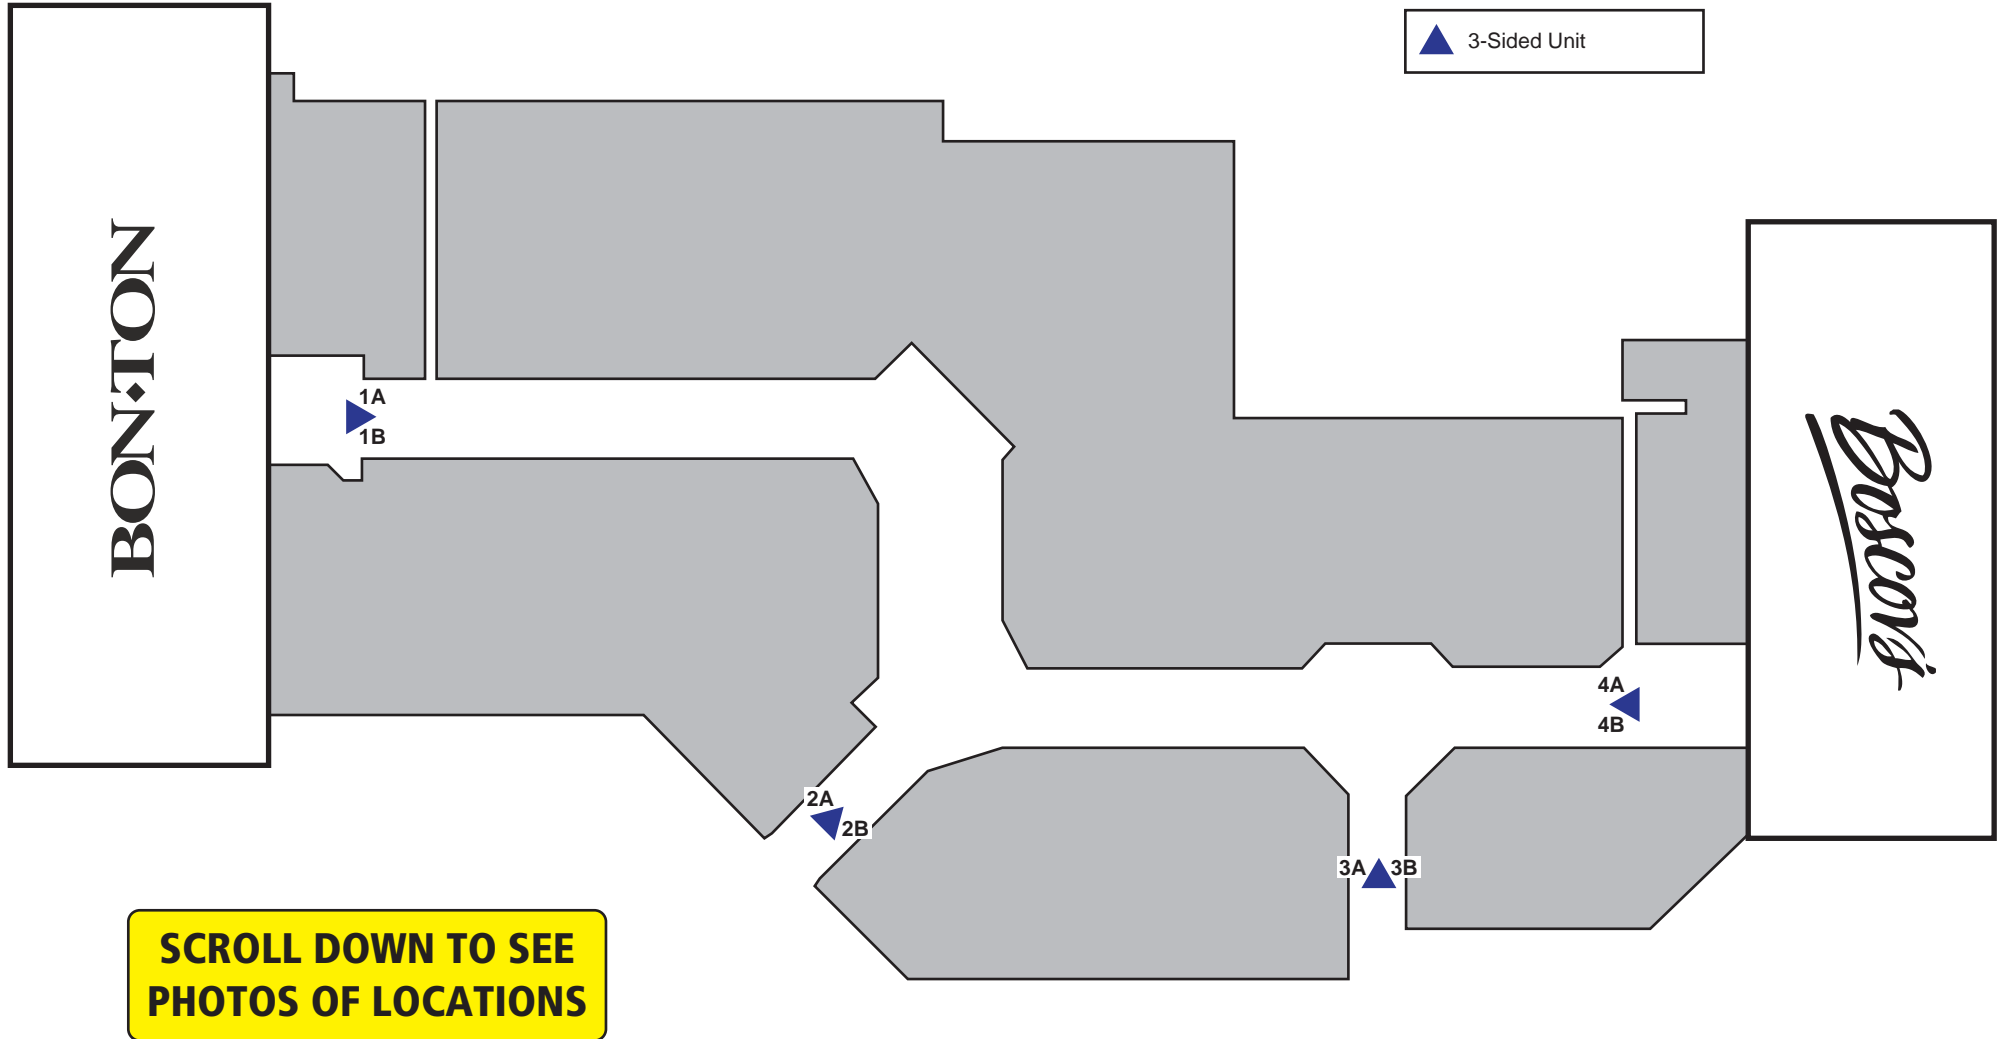 3-Sided Unit
BON•TON
1A
1B
Boscov's
4A
4B
2A
2B
3A
3B
SCROLL DOWN TO SEE
PHOTOS OF LOCATIONS